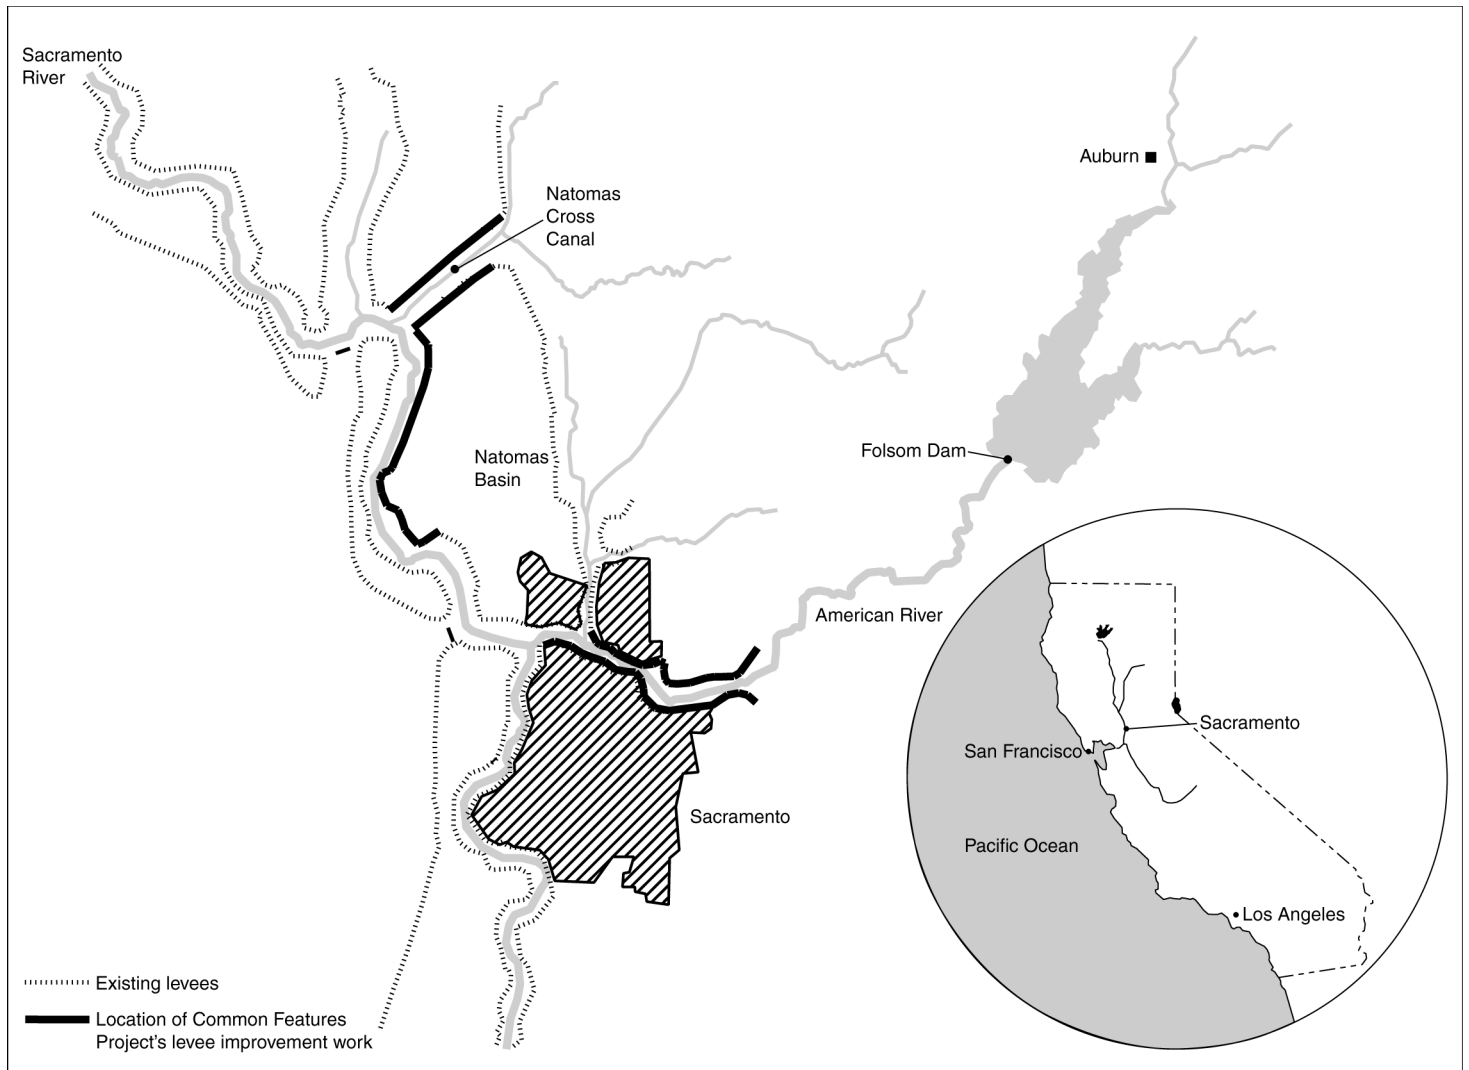 Sacramento
River
Auburn
Natomas
Cross
Canal
Natomas
Basin
Folsom Dam
American River
Sacramento
San Francisco
Sacramento
Pacific Ocean
Los Angeles
Existing levees
Location of Common Features
Project's levee improvement work